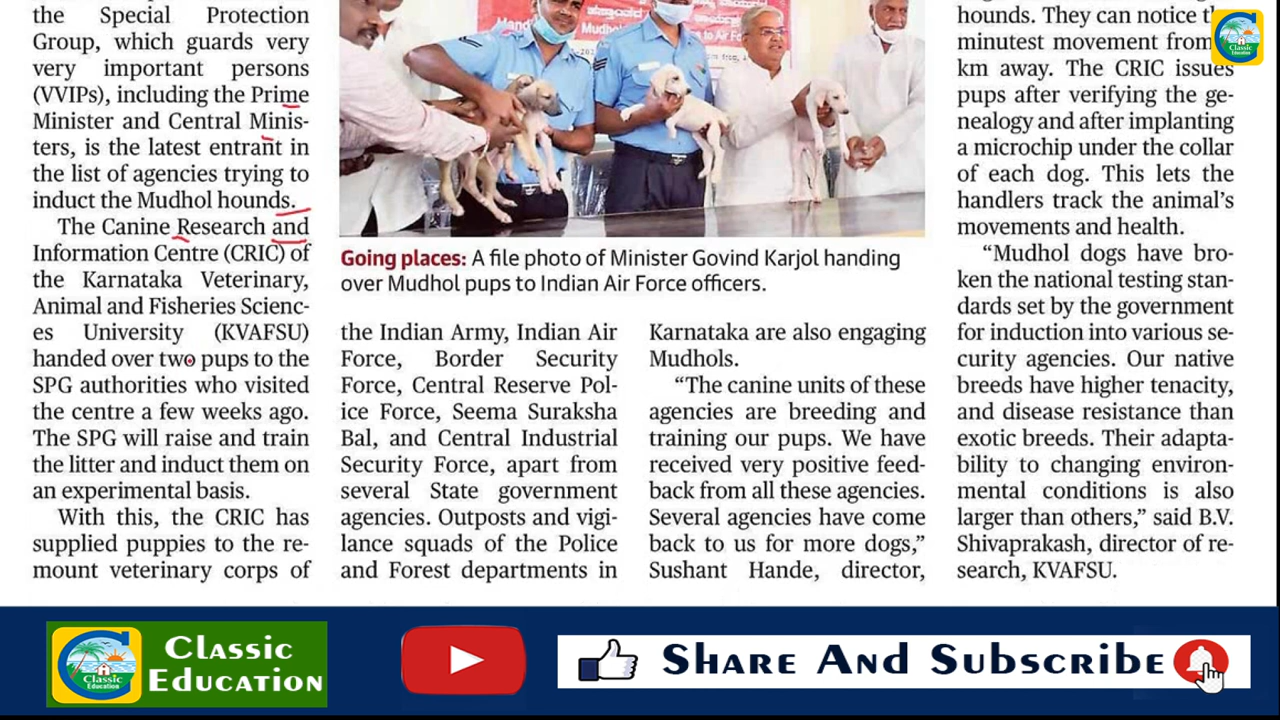 the Special Protection
Group, which guards very
very important persons
(VVIPs), including the Prime
Minister and Central Minis-
ters, is the latest entrant in
the list of agencies trying to
induct the Mudhol hounds.
The Canine Research and
Information Centre (CRIC) of
the Karnataka Veterinary,
Animal and Fisheries Scienc-
es University (KVAFSU)
handed over two pups to the
SPG authorities who visited
the centre a few weeks ago.
The SPG will raise and train
the litter and induct them on
an experimental basis.
With this, the CRIC has
supplied puppies to the re-
mount veterinary corps of
Going places: A file photo of Minister Govind Karjol handing
over Mudhol pups to Indian Air Force officers.
the Indian Army, Indian Air
Force, Border Security
Force, Central Reserve Pol-
ice Force, Seema Suraksha
Bal, and Central Industrial
Security Force, apart from
several State government
agencies. Outposts and vigi-
lance squads of the Police
and Forest departments in
Karnataka are also engaging
Mudhols.
“The canine units of these
agencies are breeding and
training our pups. We have
received very positive feed-
back from all these agencies.
Several agencies have come
back to us for more dogs,”
Sushant Hande, director,
hounds. They can notice
minutest movement from
km away. The CRIC issues
pups after verifying the ge-
nealogy and after implanting
a microchip under the collar
of each dog. This lets the
handlers track the animal’s
movements and health.
“Mudhol dogs have bro-
ken the national testing stan-
dards set by the government
for induction into various se-
curity agencies. Our native
breeds have higher tenacity,
and disease resistance than
exotic breeds. Their adapta-
bility to changing environ-
mental conditions is also
larger than others,” said B.V.
Shivaprakash, director of re-
search, KVAFSU.
Classic
Education
Classic
Education
Classic
Education
Share And Subscribe